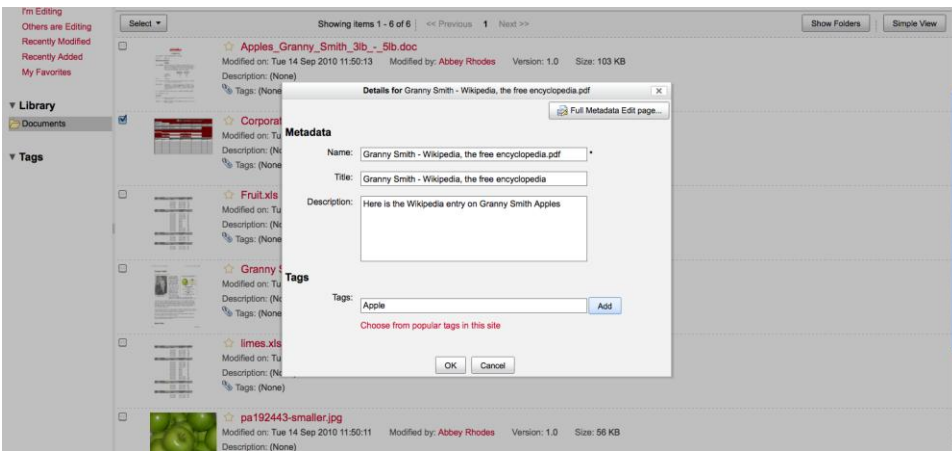 I'm Editing
Others are Editing
Recently Modified
Recently Added
My Favorites
Library
Documents
Tags
Select
Showing items 1 - 6 of 6 << Previous 1 Next >>
Show Folders Simple View
Apples_Granny_Smith_3lb_-_5lb.doc
Modified on: Tue 14 Sep 2010 11:50:13 Modified by: Abbey Rhodes Version: 1.0 Size: 103 KB
Description: (None)
Tags: (None
Corporat
Modified on: Tu
Description: (No
Tags: (None
Fruit.xls
Modified on: Tu
Description: (No
Tags: (None
Granny S
Modified on: Tu
Description: (No
Tags: (None
limes.xls
Modified on: Tu
Description: (No
Tags: (None)
pa192443-smaller.jpg
Modified on: Tue 14 Sep 2010 11:50:11 Modified by: Abbey Rhodes Version: 1.0 Size: 56 KB
Description: (None)
Details for Granny Smith - Wikipedia, the free encyclopedia.pdf
Full Metadata Edit page...
Metadata
Name: Granny Smith - Wikipedia, the free encyclopedia.pdf *
Title: Granny Smith - Wikipedia, the free encyclopedia
Description: Here is the Wikipedia entry on Granny Smith Apples
Tags
Tags: Apple Add
Choose from popular tags in this site
OK Cancel